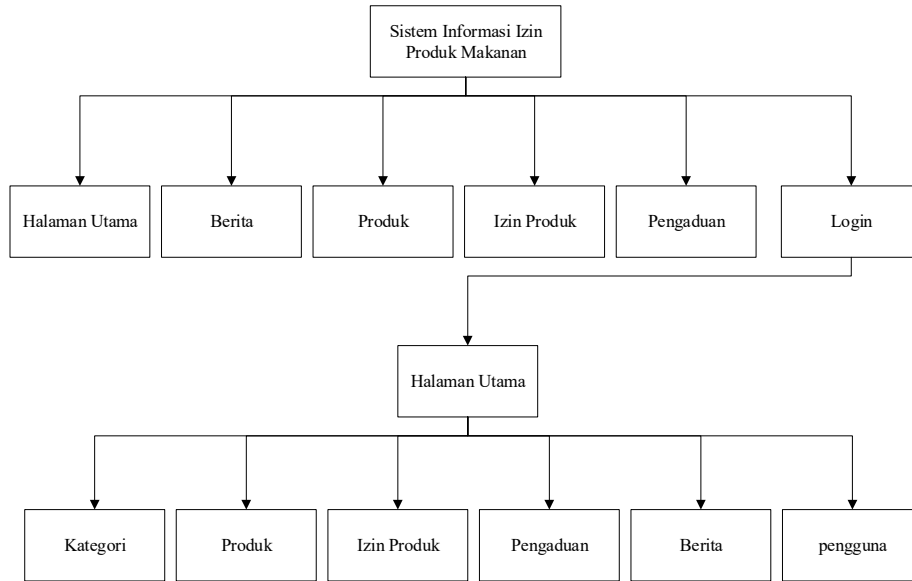 Sistem Informasi Izin
Produk Makanan
Halaman Utama
Berita
Produk
Izin Produk
Pengaduan
Login
Halaman Utama
Kategori
Produk
Izin Produk
Pengaduan
Berita
pengguna